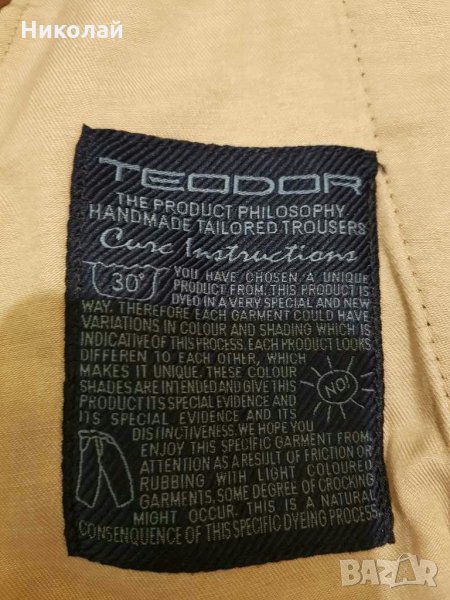 Николай
TEODOR
THE PRODUCT PHILOSOPHY
HANDMADE TAILORED TROUSERS
Curc Instructions
30°
YOU HAVE CHOSEN A UNIQUE
PRODUCT FROM. THIS PRODUCT IS
DYED IN A VERY SPECIAL AND NEW
WAY. THEREFORE EACH GARMENT COULD HAVE
VARIATIONS IN COLOUR AND SHADING WHICH IS
INDICATIVE OF THIS PROCESS. EACH PRODUCT LOOKS
DIFFEREN TO EACH OTHER, WHICH
MAKES IT UNIQUE, THESE COLOUR
SHADES ARE INTENDED AND GIVE THIS
PRODUCT ITS SPECIAL EVIDENCE AND
ITS SPECIAL EVIDENCE AND ITS
NO!
DISTINCTIVENESS. WE HOPE YOU
ENJOY THIS SPECIFIC GARMENT FROM.
ATTENTION AS A RESULT OF FRICTION OR
RUBBING WITH LIGHT COLOURED
GARMENTS. SOME DEGREE OF CROCKING
MIGHT OCCUR. THIS IS A NATURAL
CONSENQUENCE OF THIS SPECIFIC DYEING PROCESS.
BAZAR